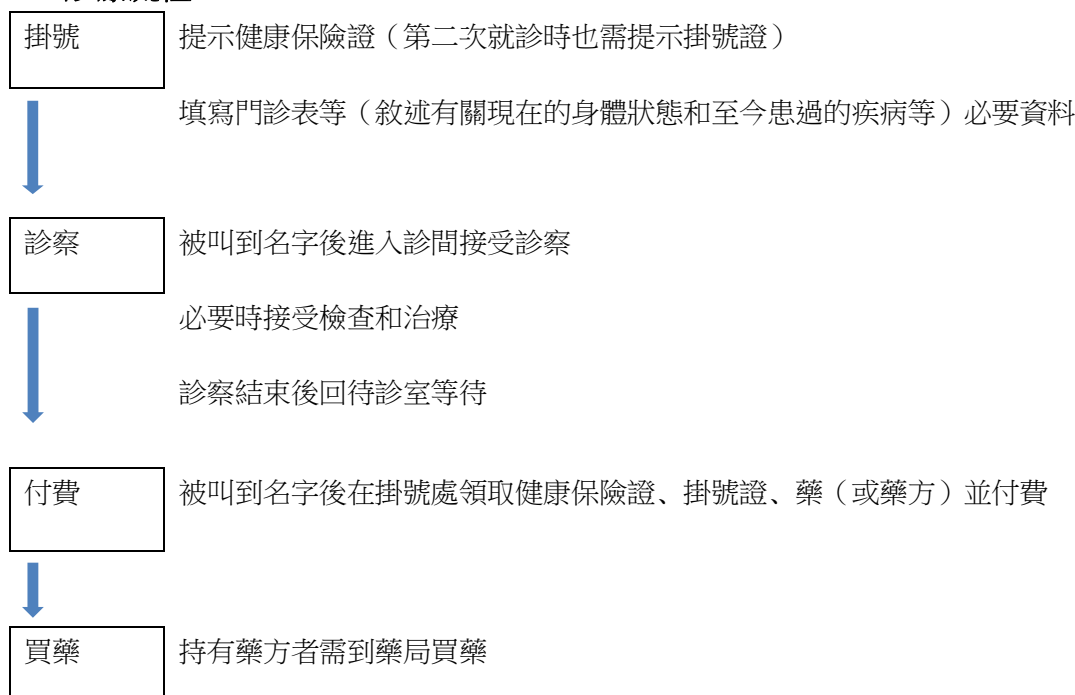 掛號
提示健康保險證（第二次就診時也需提示掛號證）
填寫門診表等（敘述有關現在的身體狀態和至今患過的疾病等）必要資料
診察
被叫到名字後進入診間接受診察
必要時接受檢查和治療
診察結束後回待診室等待
付費
被叫到名字後在掛號處領取健康保險證、掛號證、藥（或藥方）並付費
買藥
持有藥方者需到藥局買藥